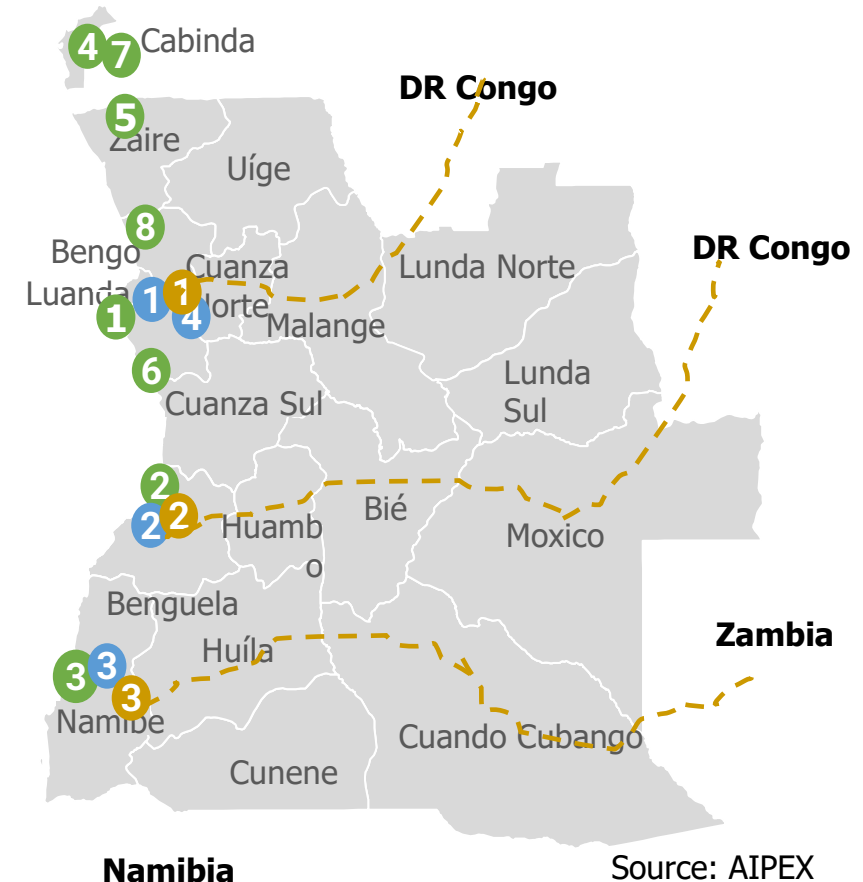 4
7
Cabinda
DR Congo
5
Zaire
Uíge
8
Bengo
Cuanza
Norte
Lunda Norte
DR Congo
Luanda
1
1
1
4
Malange
6
Lunda
Sul
Cuanza Sul
2
2
2
Huamb
o
Bié
Moxico
Benguela
Huíla
Zambia
3
3
3
Namibe
Cuando Cubango
Cunene
Namibia
Source: AIPEX